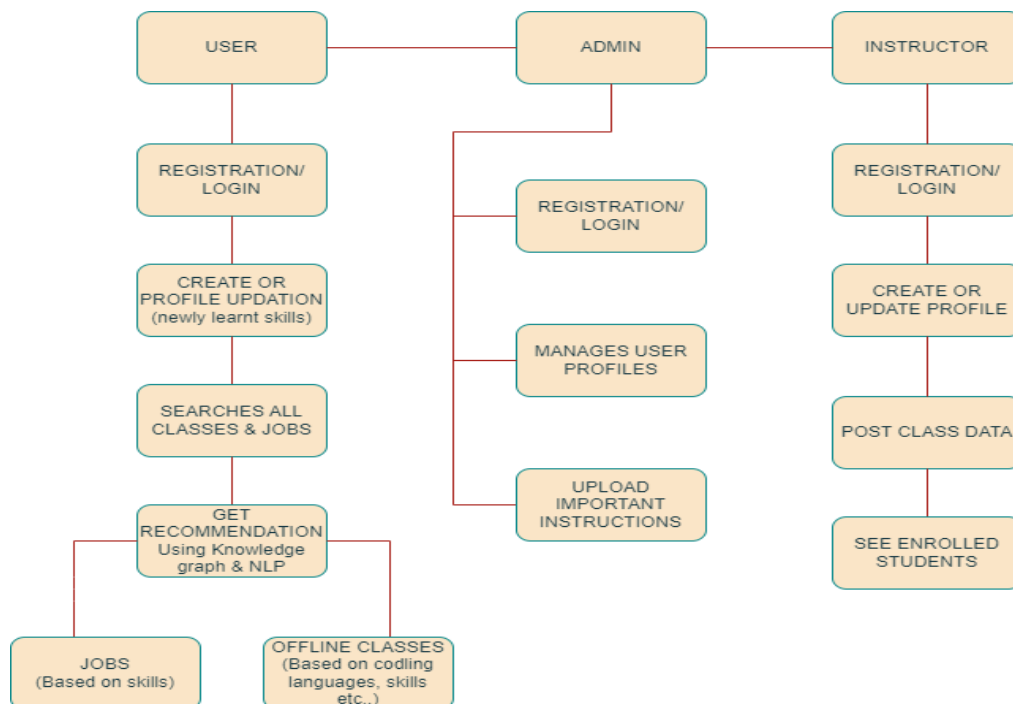 USER
ADMIN
INSTRUCTOR
REGISTRATION/
LOGIN
CREATE OR
PROFILE UPDATION
(newly learnt skills)
SEARCHES ALL
CLASSES & JOBS
GET
RECOMMENDATION
Using Knowledge
graph & NLP
JOBS
(Based on skills)
OFFLINE CLASSES
(Based on codling
languages, skills
etc..)
REGISTRATION/
LOGIN
MANAGES USER
PROFILES
UPLOAD
IMPORTANT
INSTRUCTIONS
REGISTRATION/
LOGIN
CREATE OR
UPDATE PROFILE
POST CLASS DATA
SEE ENROLLED
STUDENTS